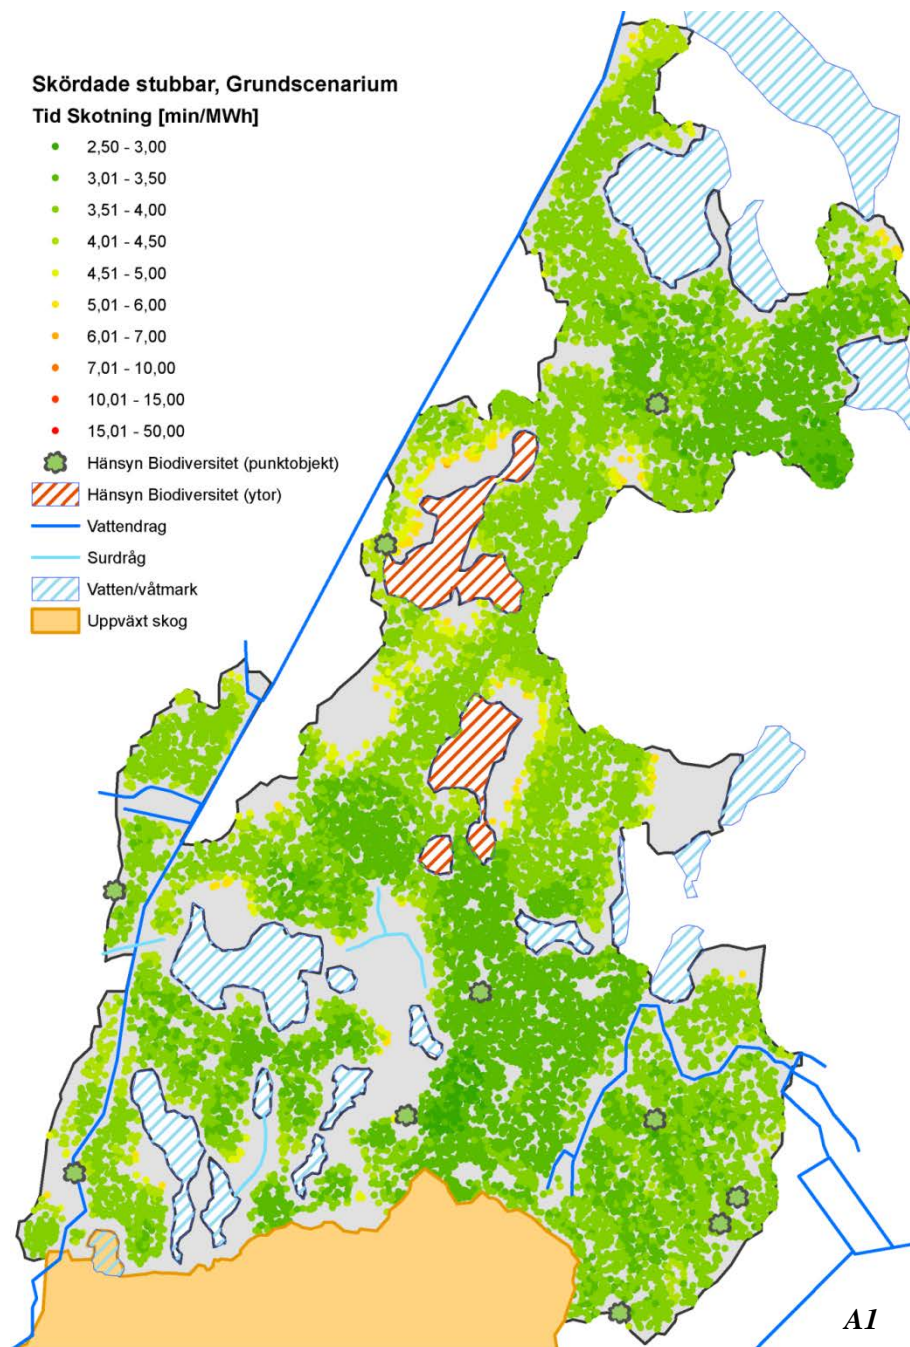 Skördade stubbar, Grundscenarium
Tid Skotning [min/MWh]
2,50 - 3,00
3,01 - 3,50
3,51 - 4,00
4,01 - 4,50
4,51 - 5,00
5,01 - 6,00
6,01 - 7,00
7,01 - 10,00
10,01 - 15,00
15,01 - 50,00
Hänsyn Biodiversitet (punktobjekt)
Hänsyn Biodiversitet (ytor)
Vattendrag
Surdråg
Vatten/våtmark
Uppväxt skog
A1